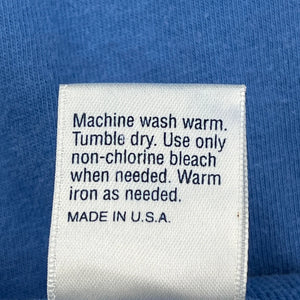 Machine wash warm.
Tumble dry. Use only
non-chlorine bleach
when needed. Warm
iron as needed.
MADE IN U.S.A.